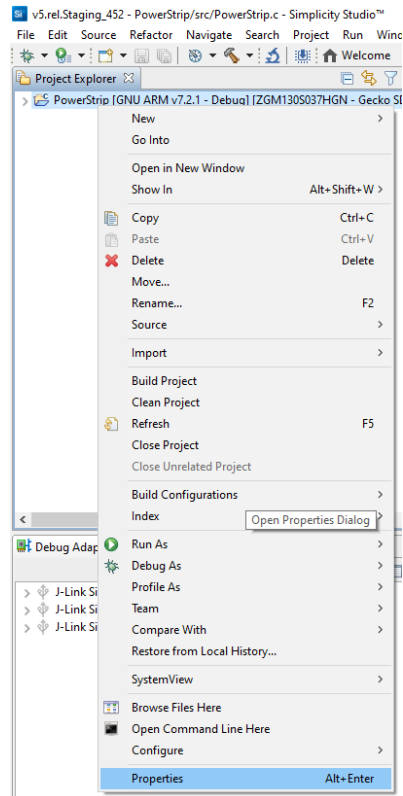 Si v5.rel.Staging_452 - PowerStrip/src/PowerStrip.c - Simplicity Studio™
File Edit Source Refactor Navigate Search Project Run
Welcome
Project Explorer
PowerStrip [GNU ARM v7.2.1 - Debug] [ZGM130S037HGN - Gecko
New
Go Into
Open in New Window
Show In Alt+Shift+W
Copy Ctrl+C
Paste Ctrl+V
Delete Delete
Move...
Rename... F2
Source
Import
Build Project
Clean Project
Refresh F5
Close Project
Close Unrelated Project
Build Configurations
Index
Open Properties Dialog
Debug Adap
Run As
Debug As
J-Link Si
Profile As
J-Link Si
Team
J-Link Si
Compare With
Restore from Local History...
SystemView
Browse Files Here
Open Command Line Here
Configure
Properties Alt+Enter